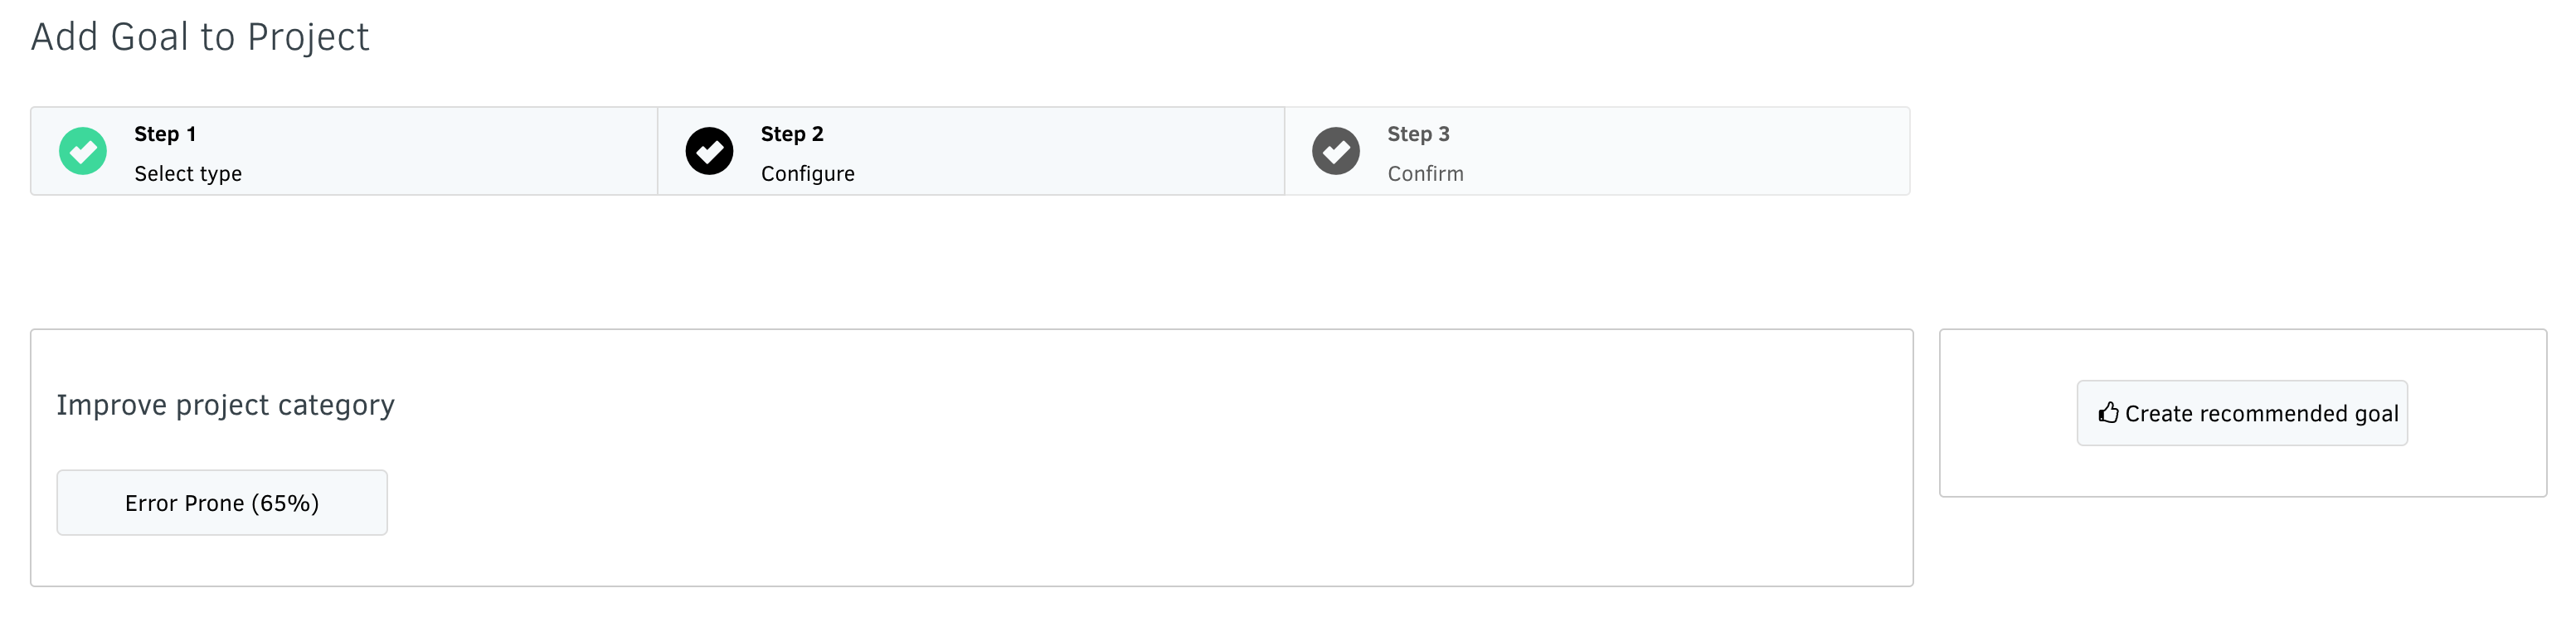 Add Goal to Project
Step 1
Select type
Step 2
Configure
Step 3
Confirm
Improve project category
Error Prone (65%)
Create recommended goal